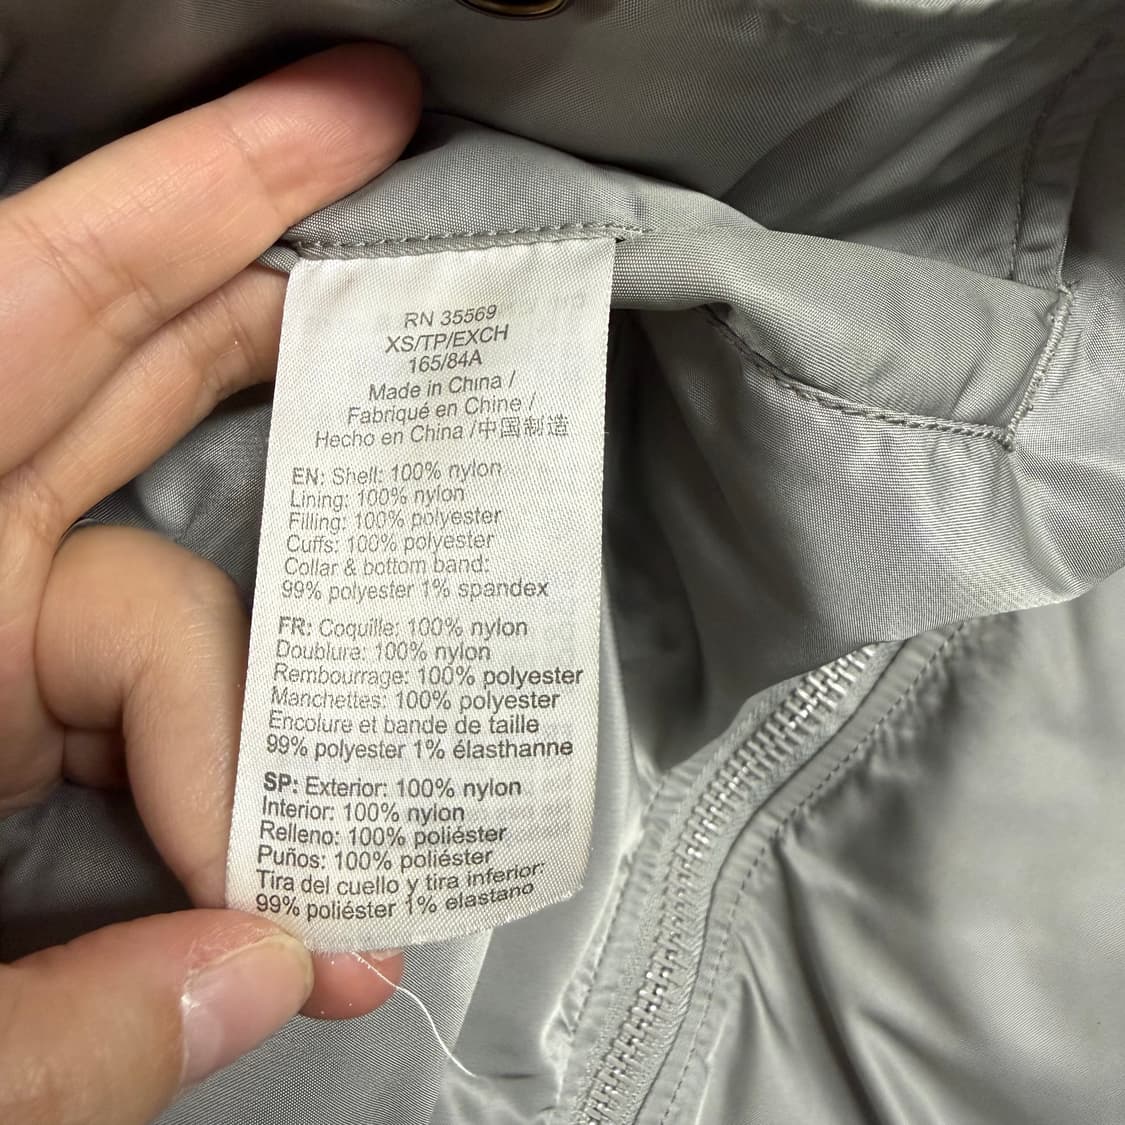 RN 35569
XS/TP/EXCH
165/84A
Made in China /
Fabriqué en Chine /
Hecho en China /中国制造
EN: Shell: 100% nylon
Lining: 100% nylon
Filling: 100% polyester
Cuffs: 100% polyester
Collar & bottom band:
99% polyester 1% spandex
FR: Coquille: 100% nylon
Doublure: 100% nylon
Rembourrage: 100% polyester
Manchettes: 100% polyester
Encolure et bande de taille
99% polyester 1% élasthanne
SP: Exterior: 100% nylon
Interior: 100% nylon
Relleno: 100% poliéster
Puños: 100% poliéster
Tira del cuello y tira inferior:
99% poliéster 1% elastano